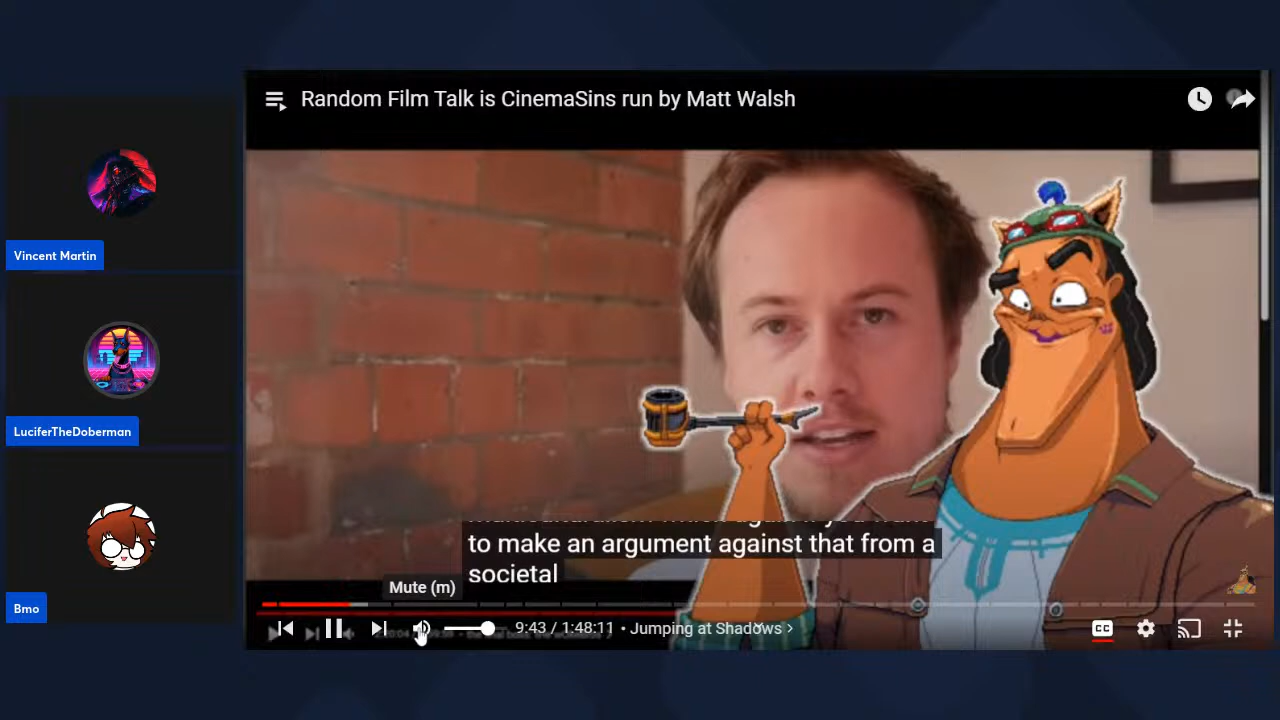 Random Film Talk is CinemaSins run by Matt Walsh
Vincent Martin
LuciferTheDoberman
Bmo
to make an argument against that from a
societal
Mute (m)
9:43 / 1:48:11 • Jumping at Shadows >
CC